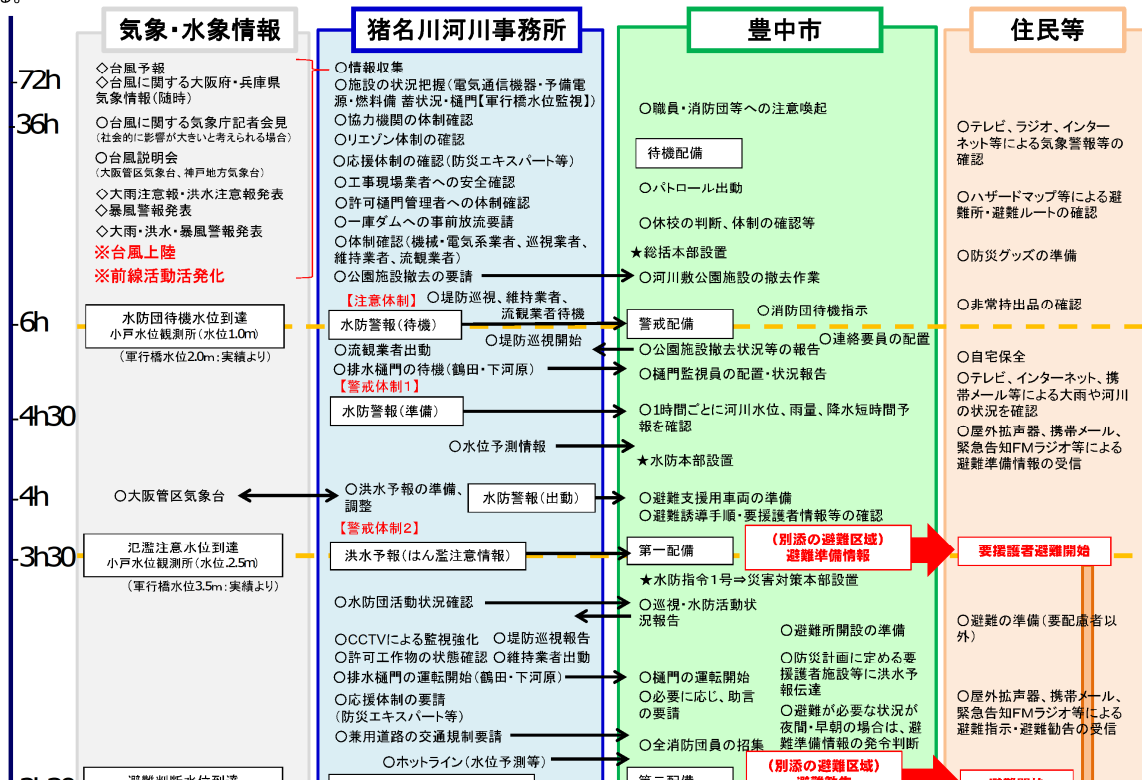 気象・水象情報
猪名川河川事務所
豊中市
住民等
-72h
-36h
-6h
-4h30
-4h
-3h30
◇台風予報
◇台風に関する大阪府・兵庫県
気象情報(随時)
○台風に関する気象庁記者会見
(社会的に影響が大きいと考えられる場合)
○台風説明会
(大阪管区気象台、神戸地方気象台)
◇大雨注意報・洪水注意報発表
◇暴風警報発表
◇大雨・洪水・暴風警報発表
※台風上陸
※前線活動活発化
水防団待機水位到達
小戸水位観測所(水位1.0m)
(軍行橋水位2.0m:実績より)
○大阪管区気象台
氾濫注意水位到達
小戸水位観測所(水位.2.5m)
(軍行橋水位3.5m:実績より)
避難判断水位到達
○情報収集
○施設の状況把握(電気通信機器・予備電
源・燃料備 蓄状況・樋門【軍行橋水位監視】)
○協力機関の体制確認
○リエゾン体制の確認
○応援体制の確認(防災エキスパート等)
○工事現場業者への安全確認
○許可樋門管理者への体制確認
○一庫ダムへの事前放流要請
○体制確認(機械・電気系業者、巡視業者、
維持業者、流観業者)
○公園施設撤去の要請
【注意体制】
○堤防巡視、維持業者、
流観業者待機
水防警報(待機)
○堤防巡視開始
○流観業者出動
○排水樋門の待機(鶴田・下河原)
【警戒体制1】
水防警報(準備)
○水位予測情報
○洪水予報の準備、
調整
水防警報(出動)
【警戒体制2】
洪水予報(はん濫注意情報)
○水防団活動状況確認
○CCTVによる監視強化 ○堤防巡視報告
○許可工作物の状態確認 ○維持業者出動
○排水樋門の運転開始(鶴田・下河原)
○応援体制の要請
(防災エキスパート等)
○兼用道路の交通規制要請
○ホットライン(水位予測等)
○職員・消防団等への注意喚起
待機配備
○パトロール出動
○休校の判断、体制の確認等
★総括本部設置
○河川敷公園施設の撤去作業
○消防団待機指示
警戒配備
○連絡要員の配置
○公園施設撤去状況等の報告
○樋門監視員の配置・状況報告
○1時間ごとに河川水位、雨量、降水短時間予
報を確認
★水防本部設置
○避難支援用車両の準備
○避難誘導手順・要援護者情報等の確認
第一配備
(別添の避難区域)
避難準備情報
★水防指令1号⇒災害対策本部設置
○巡視・水防活動状
況報告
○避難所開設の準備
○防災計画に定める要
援護者施設等に洪水予
報伝達
○樋門の運転開始
○必要に応じ、助言
の要請
○避難が必要な状況が
夜間・早朝の場合は、避
難準備情報の発令判断
○全消防団員の招集
第二配備
(別添の避難区域)
○テレビ、ラジオ、インター
ネット等による気象警報等の
確認
○ハザードマップ等による避
難所・避難ルートの確認
○防災グッズの準備
○非常持出品の確認
○自宅保全
○テレビ、インターネット、携
帯メール等による大雨や河川
の状況を確認
○屋外拡声器、携帯メール、
緊急告知FMラジオ等による
避難準備情報の受信
要援護者避難開始
○避難の準備(要配慮者以
外)
○屋外拡声器、携帯メール、
緊急告知FMラジオ等による
避難指示・避難勧告の受信